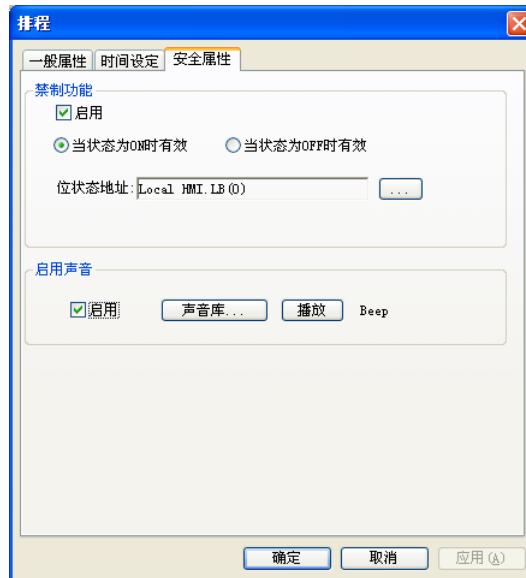 排程
一般属性 时间设定 安全属性
禁制功能
启用
当状态为ON时有效 当状态为OFF时有效
位状态地址: Local HMI.LB(0) ...
启用声音
启用 声音库... 播放 Beep
确定 取消 应用(A)